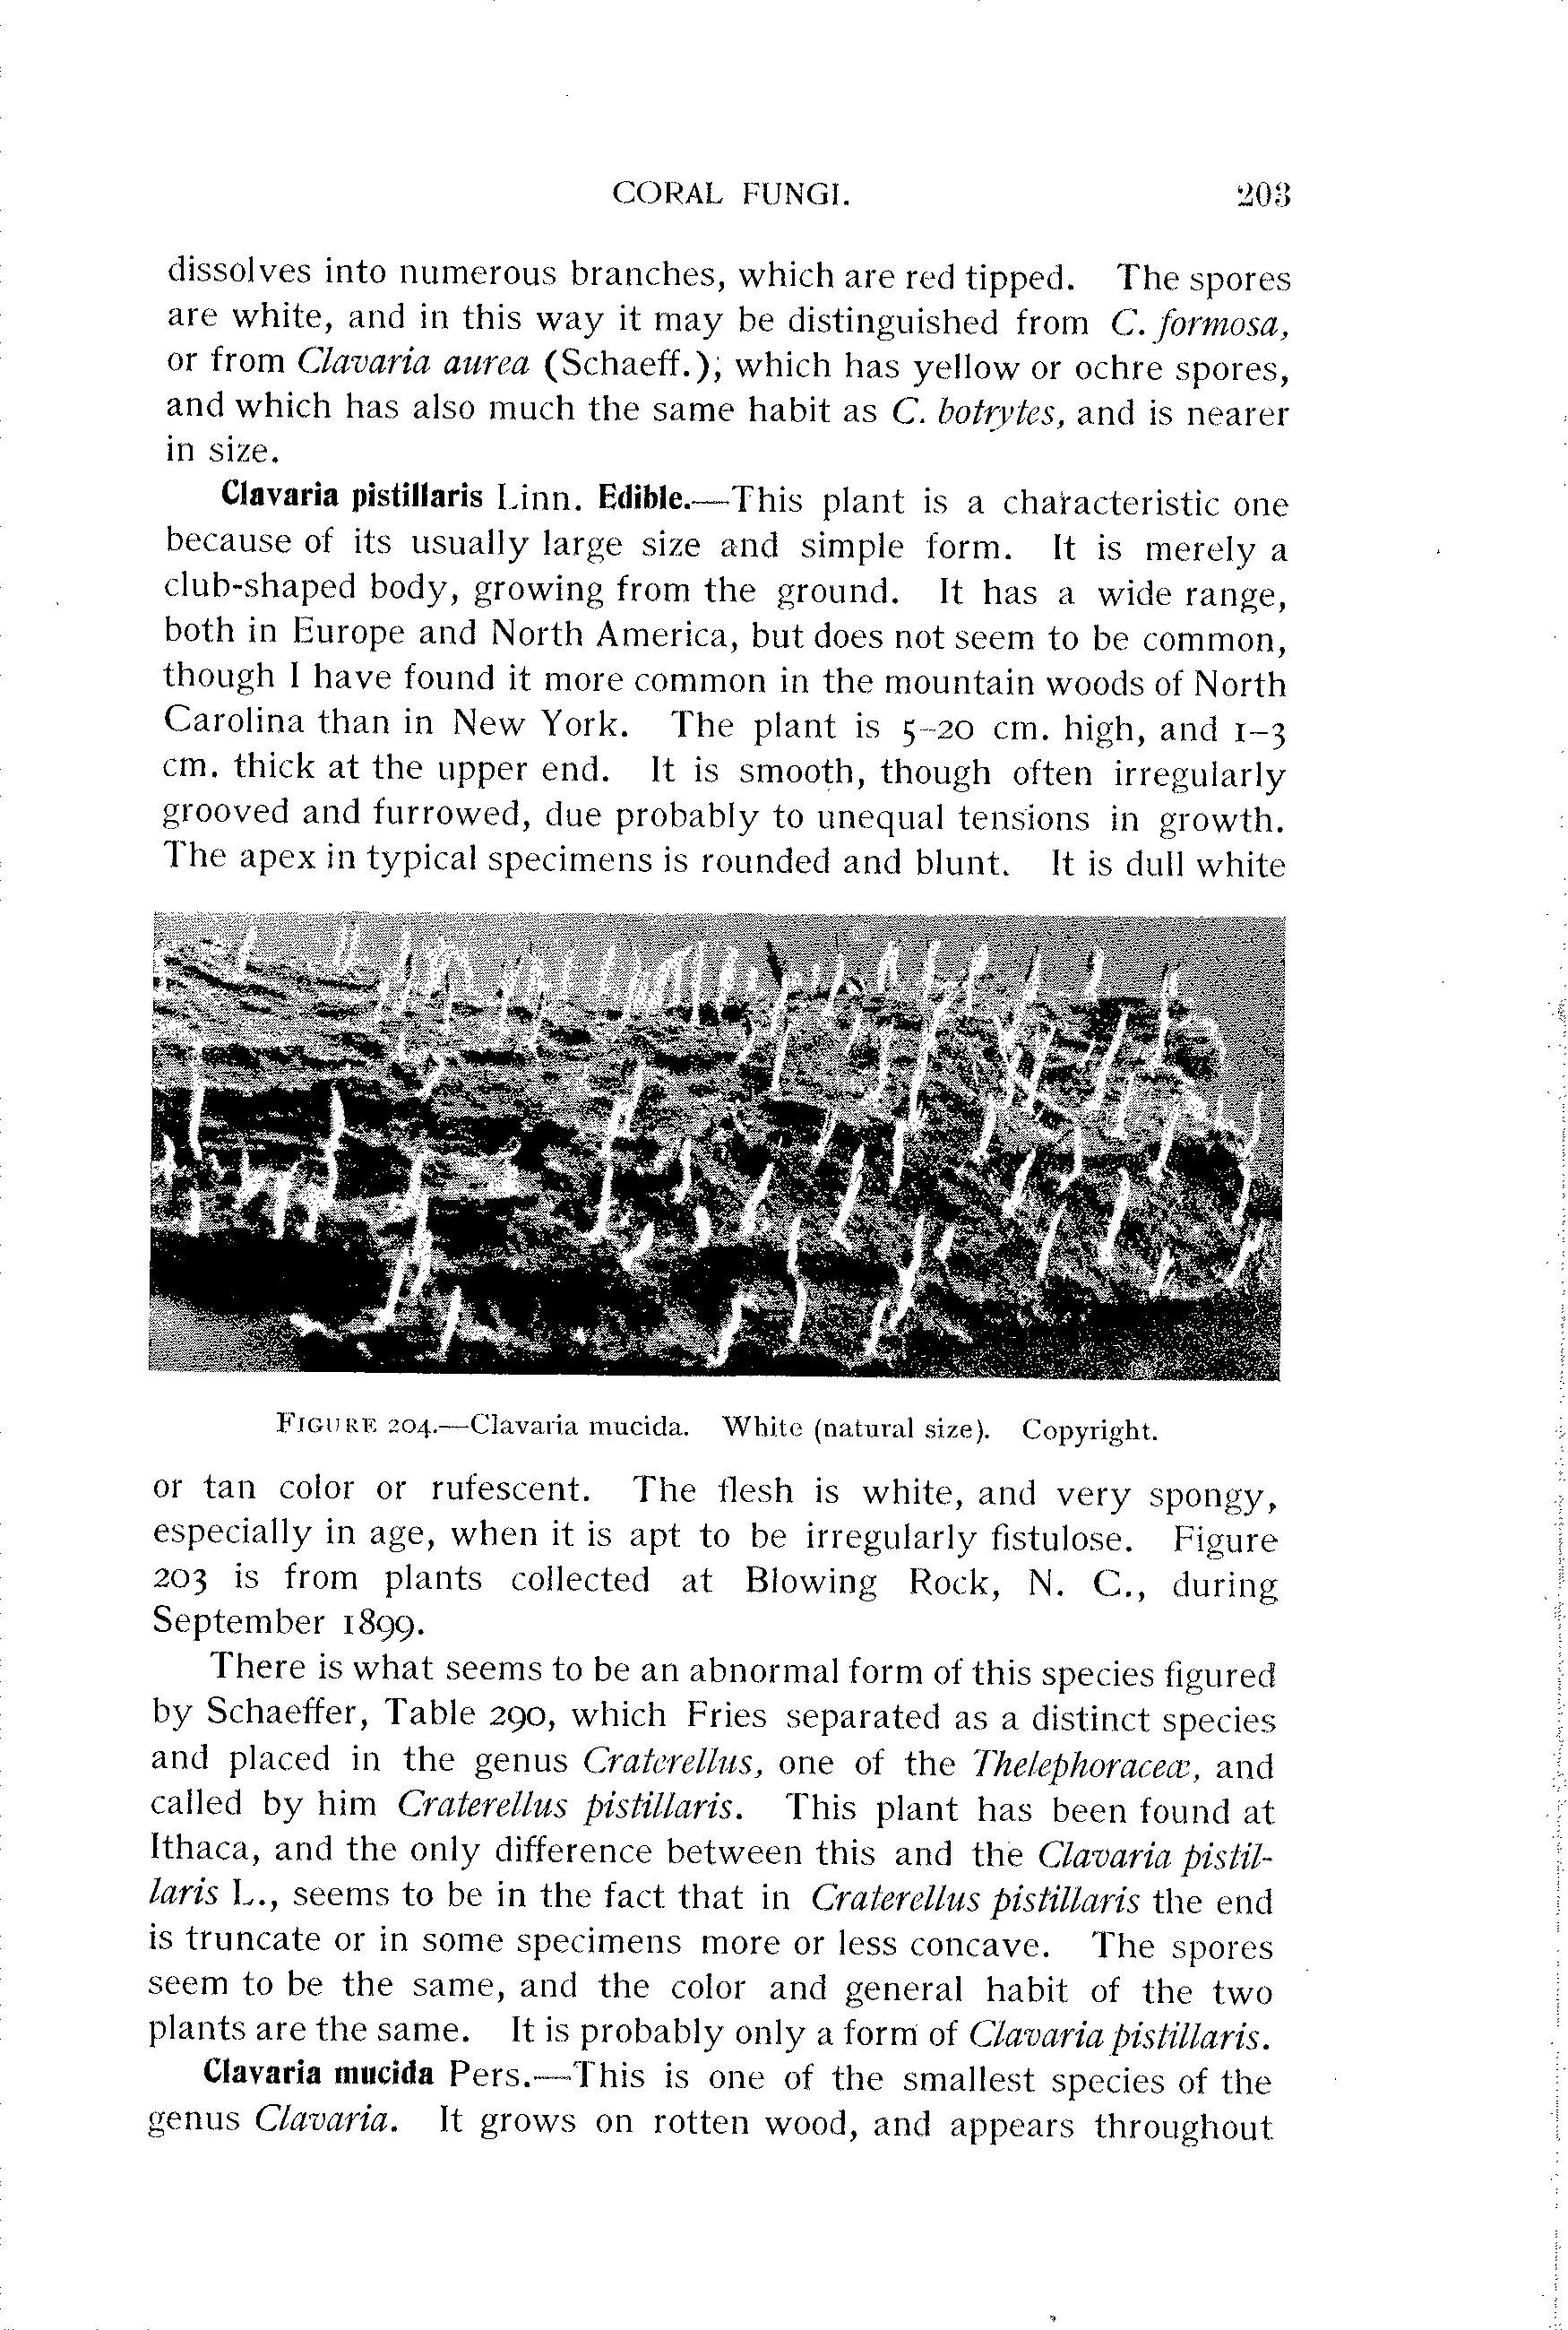 CORAL FUNGI. 203
dissolves into numerous branches, which are red tipped. The spores
are white, and in this way it may be distinguished from C. formosa,
or from Clavaria aurea (Schaeff.), which has yellow or ochre spores,
and which has also much the same habit as C. botrytes, and is nearer
in size.
Clavaria pistillaris Linn. Edible.—This plant is a characteristic one
because of its usually large size and simple form. It is merely a
club-shaped body, growing from the ground. It has a wide range,
both in Europe and North America, but does not seem to be common,
though I have found it more common in the mountain woods of North
Carolina than in New York. The plant is 5–20 cm. high, and 1–3
cm. thick at the upper end. It is smooth, though often irregularly
grooved and furrowed, due probably to unequal tensions in growth.
The apex in typical specimens is rounded and blunt. It is dull white
FIGURE 204.—Clavaria mucida. White (natural size). Copyright.
or tan color or rufescent. The flesh is white, and very spongy,
especially in age, when it is apt to be irregularly fistulose. Figure
203 is from plants collected at Blowing Rock, N. C., during
September 1899.
There is what seems to be an abnormal form of this species figured
by Schaeffer, Table 290, which Fries separated as a distinct species
and placed in the genus Craterellus, one of the Thelephoraceæ, and
called by him Craterellus pistillaris. This plant has been found at
Ithaca, and the only difference between this and the Clavaria pistil-
laris L., seems to be in the fact that in Craterellus pistillaris the end
is truncate or in some specimens more or less concave. The spores
seem to be the same, and the color and general habit of the two
plants are the same. It is probably only a form of Clavaria pistillaris.
Clavaria mucida Pers.—This is one of the smallest species of the
genus Clavaria. It grows on rotten wood, and appears throughout